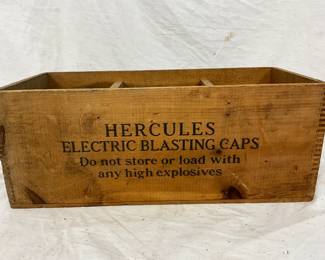 HERCULES
ELECTRIC BLASTING CAPS
Do not store or load with
any high explosives